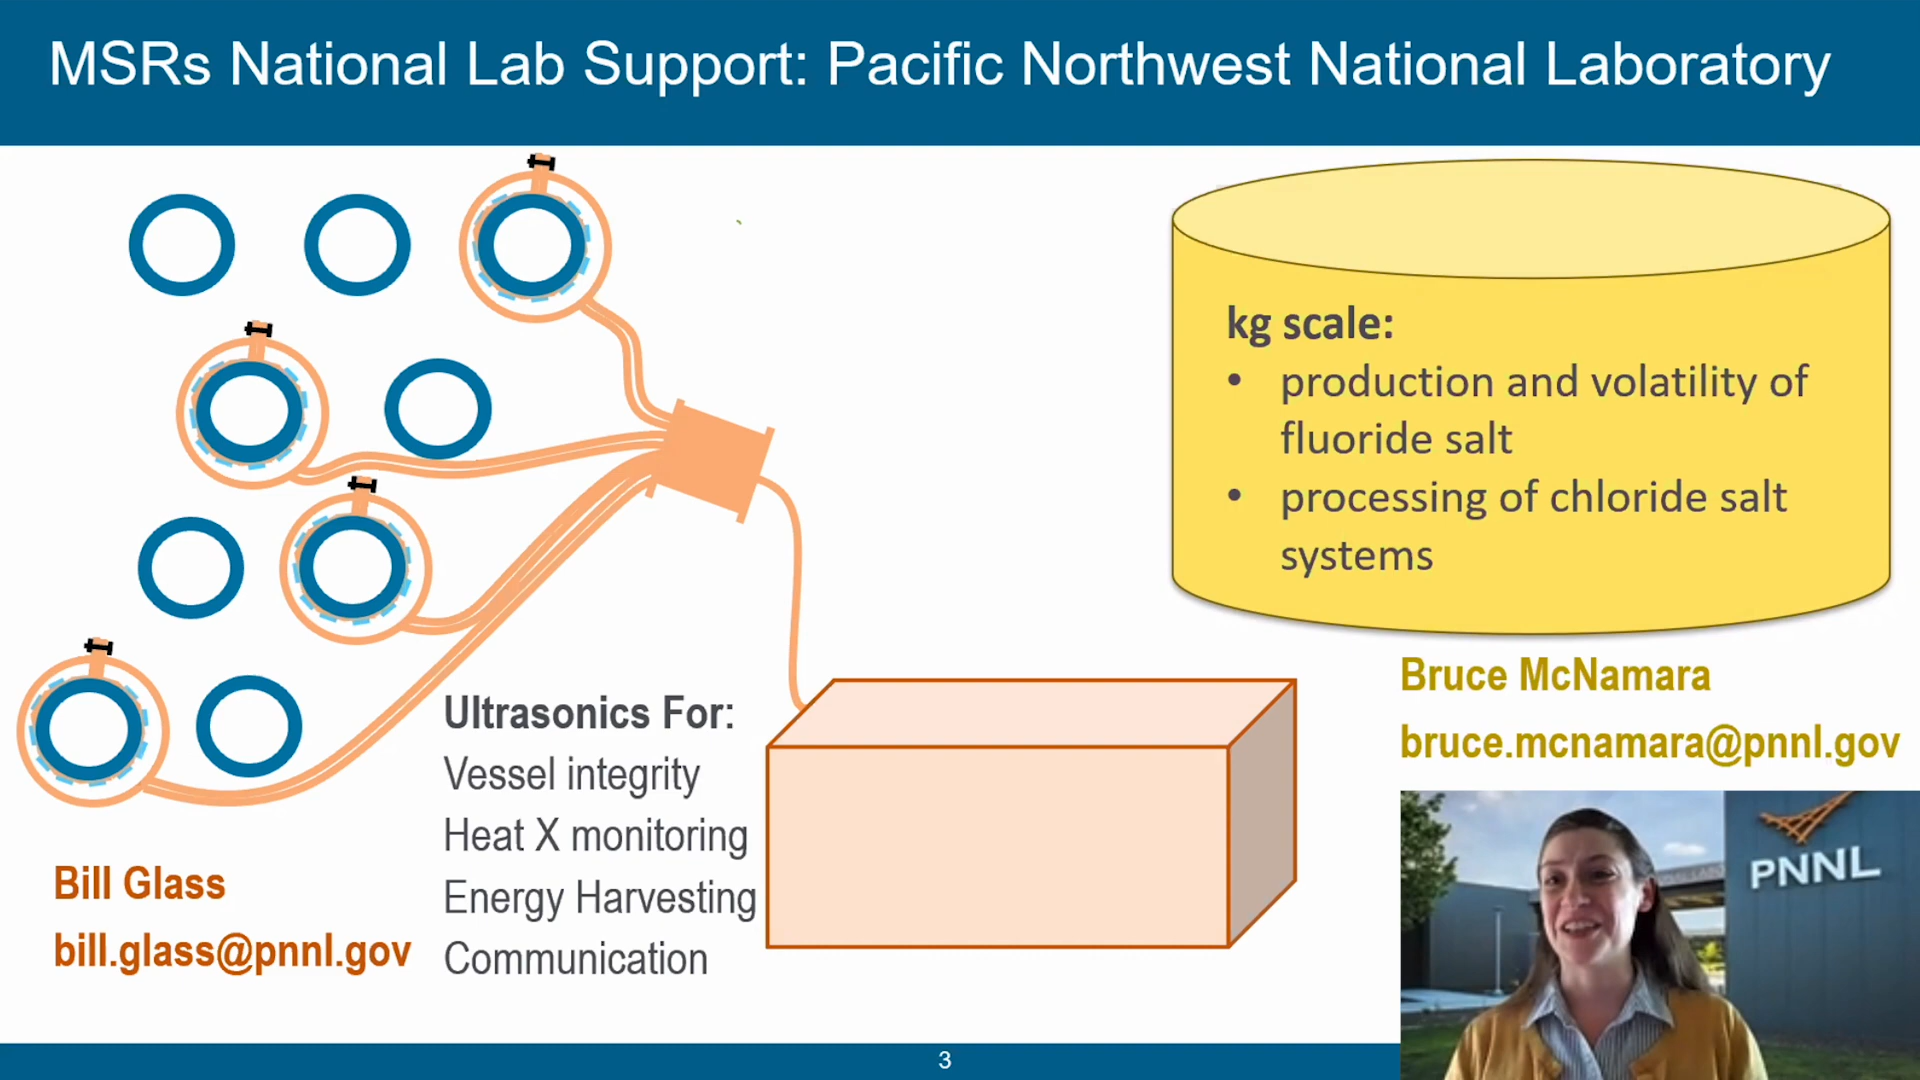 MSRs National Lab Support: Pacific Northwest National Laboratory
kg scale:
• production and volatility of
fluoride salt
• processing of chloride salt
systems
Bruce McNamara
bruce.mcnamara@pnnl.gov
Ultrasonics For:
Vessel integrity
Heat X monitoring
Energy Harvesting
Communication
Bill Glass
bill.glass@pnnl.gov
PNNL
3